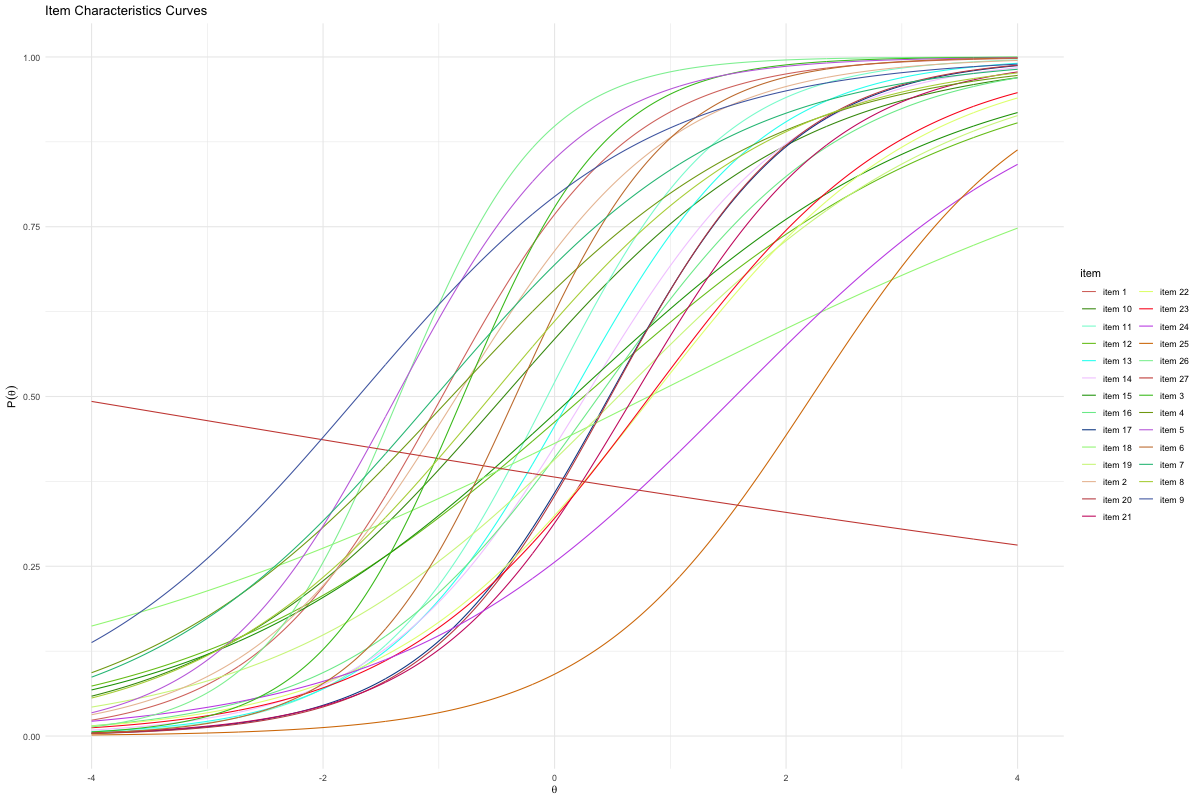 Item Characteristics Curves
1.00
0.75
0.50
0.25
0.00
P(θ)
-4 -2 0 2 4
θ
item
item 1 item 22
item 10 item 23
item 11 item 24
item 12 item 25
item 13 item 26
item 14 item 27
item 15 item 3
item 16 item 4
item 17 item 5
item 18 item 6
item 19 item 7
item 2 item 8
item 20 item 9
item 21